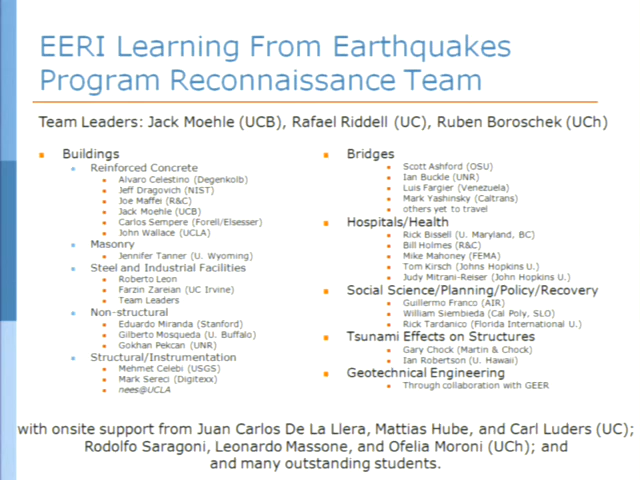 EERI Learning From Earthquakes
Program Reconnaissance Team
Team Leaders: Jack Moehle (UCB), Rafael Riddell (UC), Ruben Boroschek (UCh)
Buildings
Reinforced Concrete
Alvaro Celestino (Degenkolb)
Jeff Dragovich (NIST)
Joe Maffei (R&C)
Jack Moehle (UCB)
Carlos Sempere (Forell/Elsesser)
John Wallace (UCLA)
Masonry
Jennifer Tanner (U. Wyoming)
Steel and Industrial Facilities
Roberto Leon
Farzin Zareian (UC Irvine)
Team Leaders
Non-structural
Eduardo Miranda (Stanford)
Gilberto Mosqueda (U. Buffalo)
Gokhan Pekcan (UNR)
Structural/Instrumentation
Mehmet Celebi (USGS)
Mark Sereci (Digitexx)
nees@UCLA
Bridges
Scott Ashford (OSU)
Ian Buckle (UNR)
Luis Fargier (Venezuela)
Mark Yashinsky (Caltrans)
others yet to travel
Hospitals/Health
Rick Bissell (U. Maryland, BC)
Bill Holmes (R&C)
Mike Mahoney (FEMA)
Tom Kirsch (Johns Hopkins U.)
Judy Mitrani-Reiser (John Hopkins U.)
Social Science/Planning/Policy/Recovery
Guillermo Franco (AIR)
William Siembieda (Cal Poly, SLO)
Rick Tardanico (Florida International U.)
Tsunami Effects on Structures
Gary Chock (Martin & Chock)
Ian Robertson (U. Hawaii)
Geotechnical Engineering
Through collaboration with GEER
with onsite support from Juan Carlos De La Llera, Mattias Hube, and Carl Luders (UC);
Rodolfo Saragoni, Leonardo Massone, and Ofelia Moroni (UCh); and
and many outstanding students.